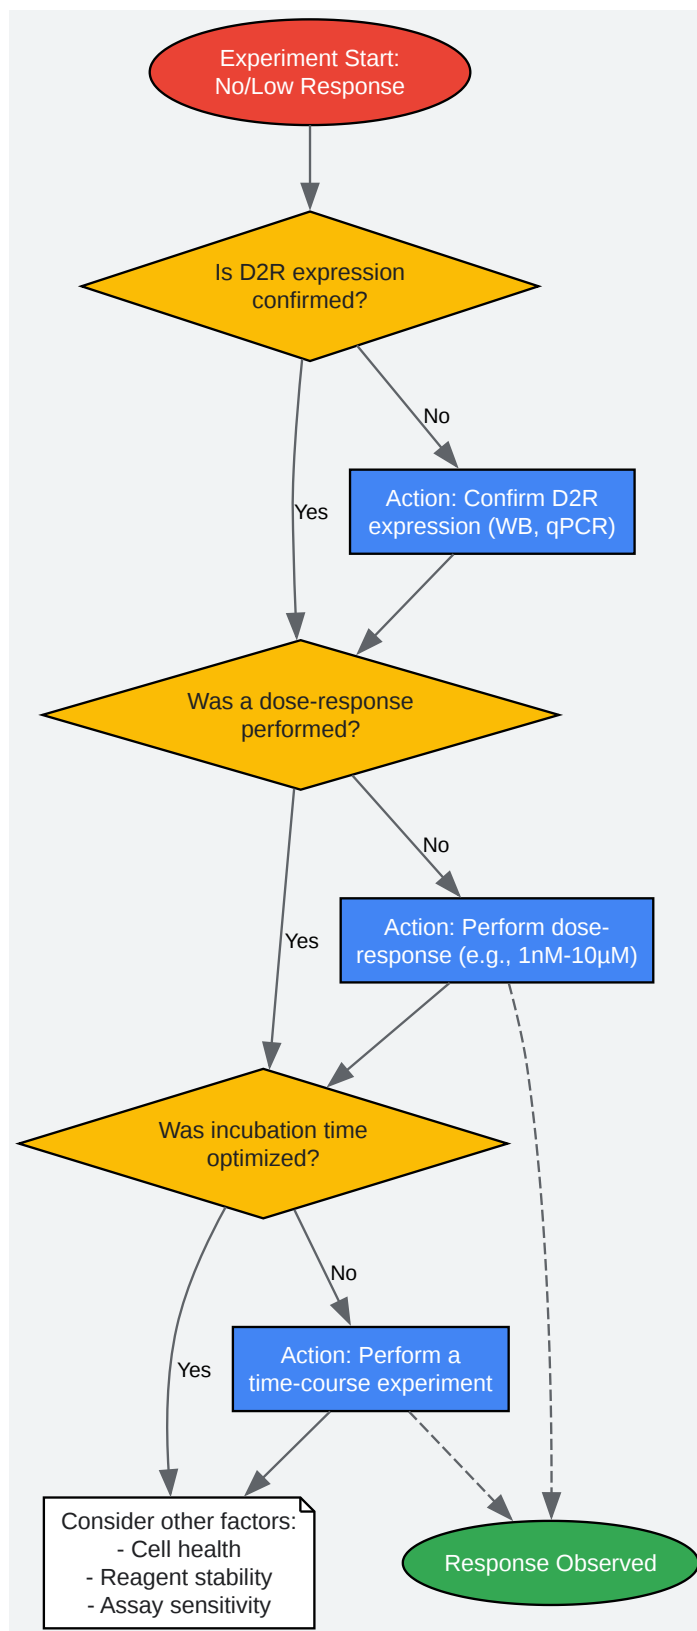 Experiment Start:
No/Low Response
Is D2R expression
confirmed?
No
Yes
Action: Confirm D2R
expression (WB, qPCR)
Was a dose-response
performed?
No
Yes
Action: Perform dose-
response (e.g., 1nM-10µM)
Was incubation time
optimized?
No
Yes
Action: Perform a
time-course experiment
Consider other factors:
- Cell health
- Reagent stability
- Assay sensitivity
Response Observed